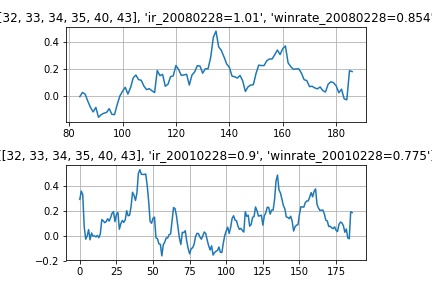 [32, 33, 34, 35, 40, 43], 'ir_20080228=1.01', 'winrate_20080228=0.854'
0.4
0.2
0.0
80 100 120 140 160 180
[[32, 33, 34, 35, 40, 43], 'ir_20010228=0.9', 'winrate_20010228=0.775']
0.4
0.2
0.0
−0.2
0 25 50 75 100 125 150 175